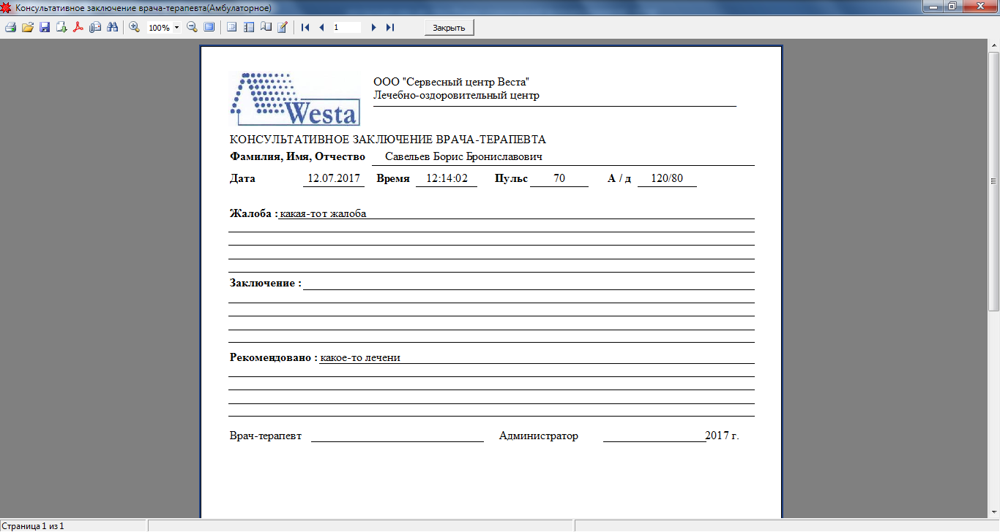 Консультативное заключение врача-терапевта(Амбулаторное)
100% 1 Закрыть
ООО "Сервесный центр Веста"
Лечебно-оздоровительный центр
Westa
КОНСУЛЬТАТИВНОЕ ЗАКЛЮЧЕНИЕ ВРАЧА-ТЕРАПЕВТА
Фамилия, Имя, Отчество Савельев Борис Брониславович
Дата 12.07.2017 Время 12:14:02 Пульс 70 А / д 120/80
Жалоба : какая-тот жалоба
Заключение :
Рекомендовано : какое-то лечени
Врач-терапевт Администратор 2017 г.
Страница 1 из 1